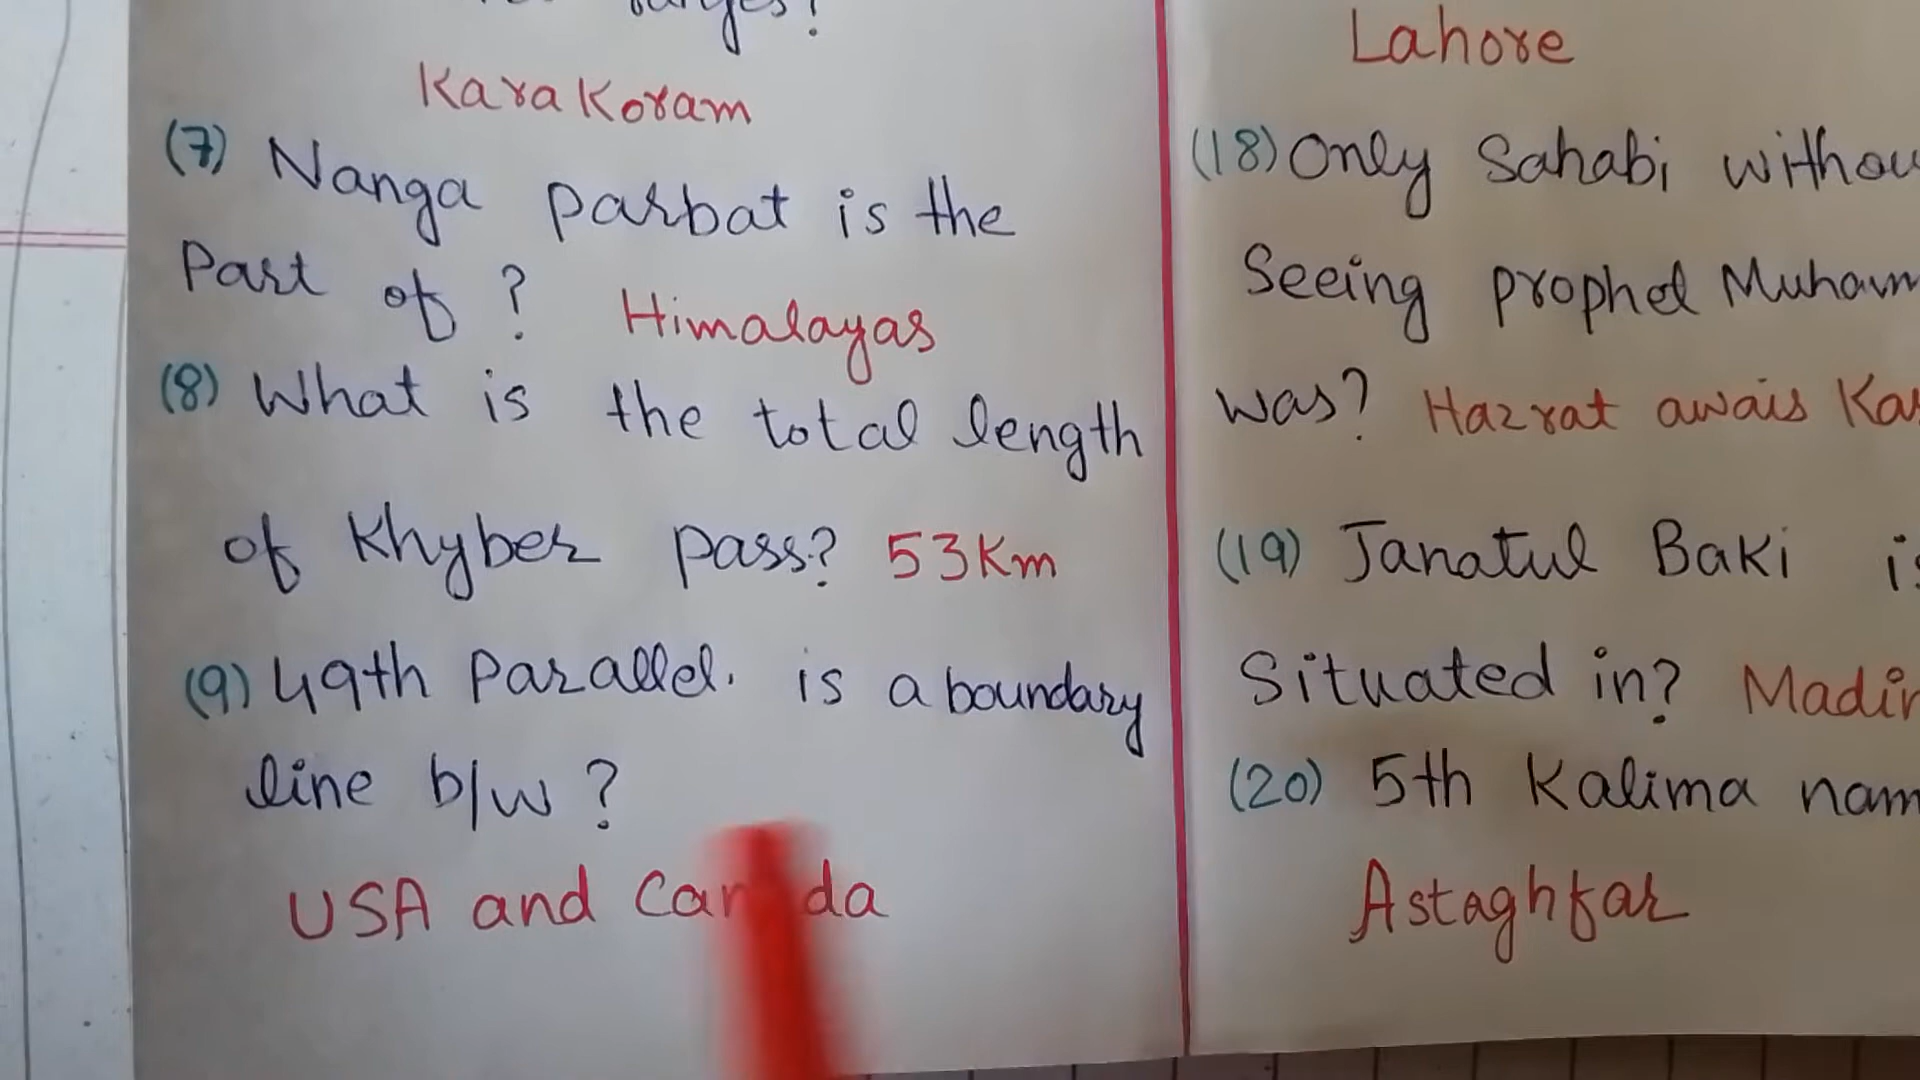 ranges?
KaraKoram
(7) Nanga parbat is the
Part of ? Himalayas
(8) What is the total length
of Khyber pass? 53Km
(9) 49th Parallel. is a boundary
line b/w ?
USA and Canada
Lahore
(18) Only Sahabi
Seeing prophet
was? Hazrat awais
(19) Janatul Baki
Situated in?
(20) 5th Kalima
Astaghfar